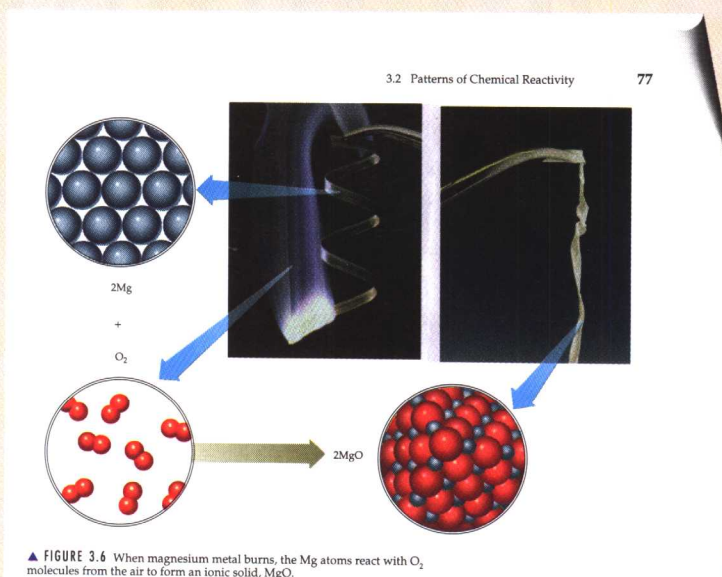 3.2 Patterns of Chemical Reactivity 77
2Mg
+
O₂
2MgO
▲ FIGURE 3.6 When magnesium metal burns, the Mg atoms react with O₂
molecules from the air to form an ionic solid, MgO.